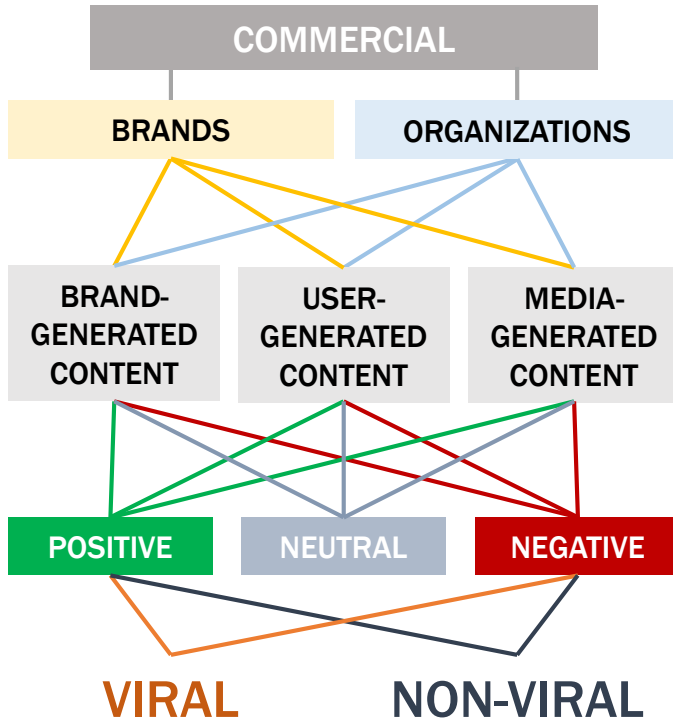 COMMERCIAL
BRANDS
ORGANIZATIONS
BRAND-
GENERATED
CONTENT
USER-
GENERATED
CONTENT
MEDIA-
GENERATED
CONTENT
POSITIVE
NEUTRAL
NEGATIVE
VIRAL
NON-VIRAL